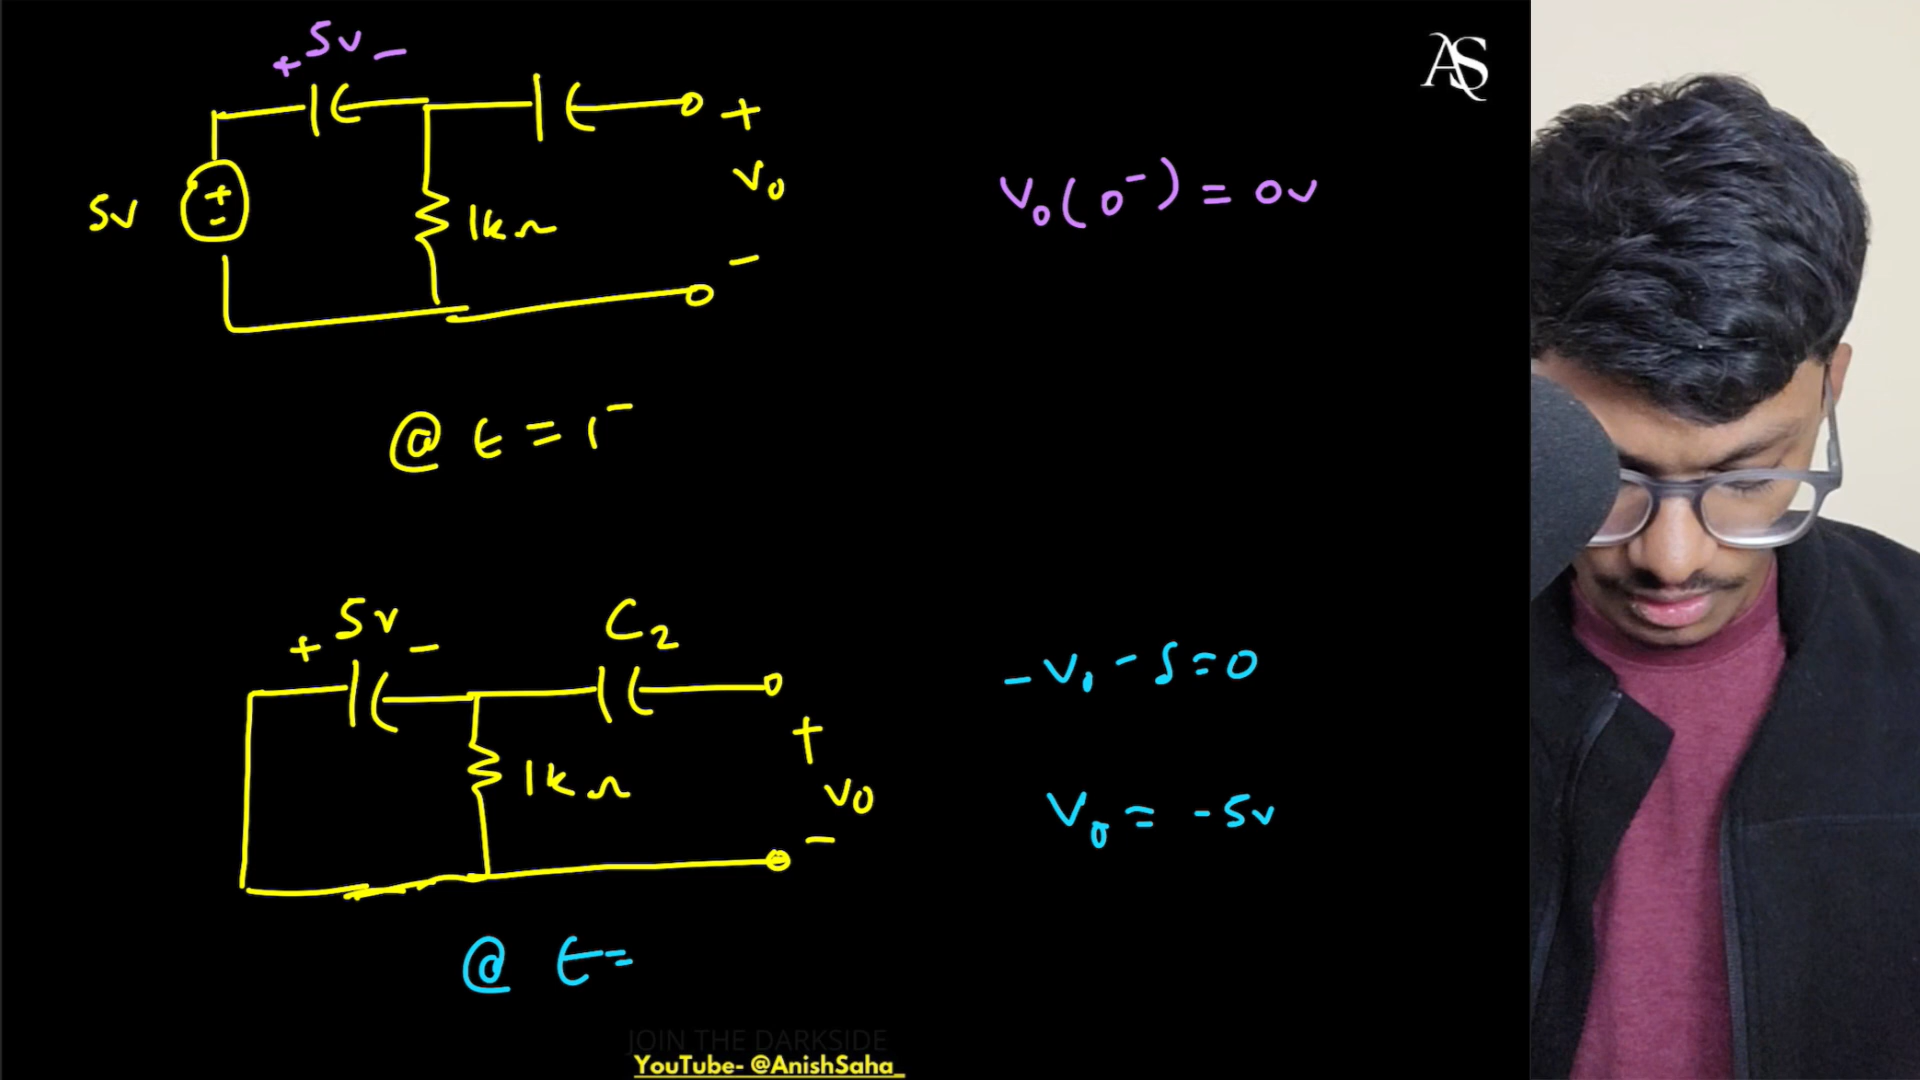 + 5v -
+
5v
+
-
1kΩ
v0
-
@ t = 1⁻
V0(0⁻) = 0v
AS
+ 5v -
C2
1kΩ
+
v0
-
@ t=
-V0 - 5 = 0
V0 = -5v
JOIN THE DARKSIDE
YouTube- @AnishSaha_